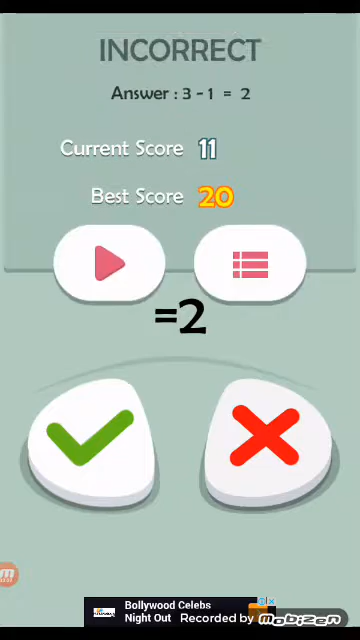 INCORRECT
Answer : 3 - 1 = 2
Current Score 11
Best Score 20
=2
Bollywood Celebs
Night Out
Recorded by mobizen